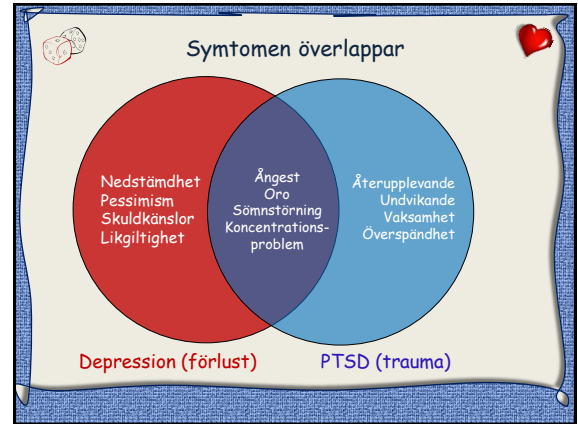 Symtomen överlappar
Nedstämdhet
Pessimism
Skuldkänslor
Likgiltighet
Ångest
Oro
Sömnstörning
Koncentrations-
problem
Återupplevande
Undvikande
Vaksamhet
Överspändhet
Depression (förlust)
PTSD (trauma)